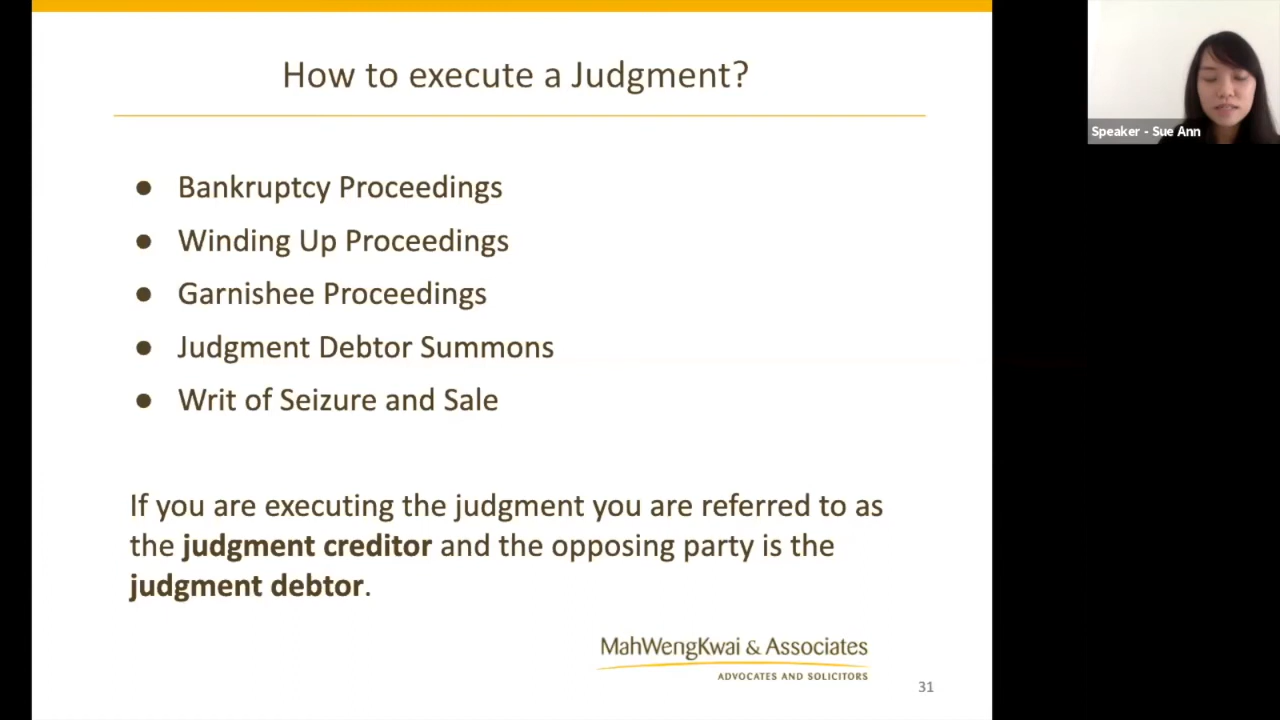 How to execute a Judgment?
Speaker - Sue Ann
● Bankruptcy Proceedings
● Winding Up Proceedings
● Garnishee Proceedings
● Judgment Debtor Summons
● Writ of Seizure and Sale
If you are executing the judgment you are referred to as
the judgment creditor and the opposing party is the
judgment debtor.
MahWengKwai & Associates
ADVOCATES AND SOLICITORS
31